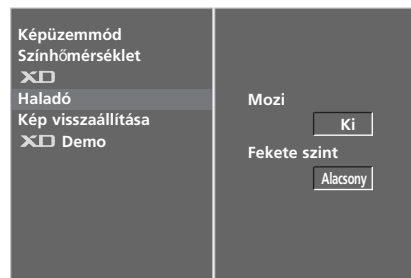 Képüzemmód
Színhőmérséklet
XD
Haladó
Kép visszaállítása
XD Demo
Mozi
Ki
Fekete szint
Alacsony